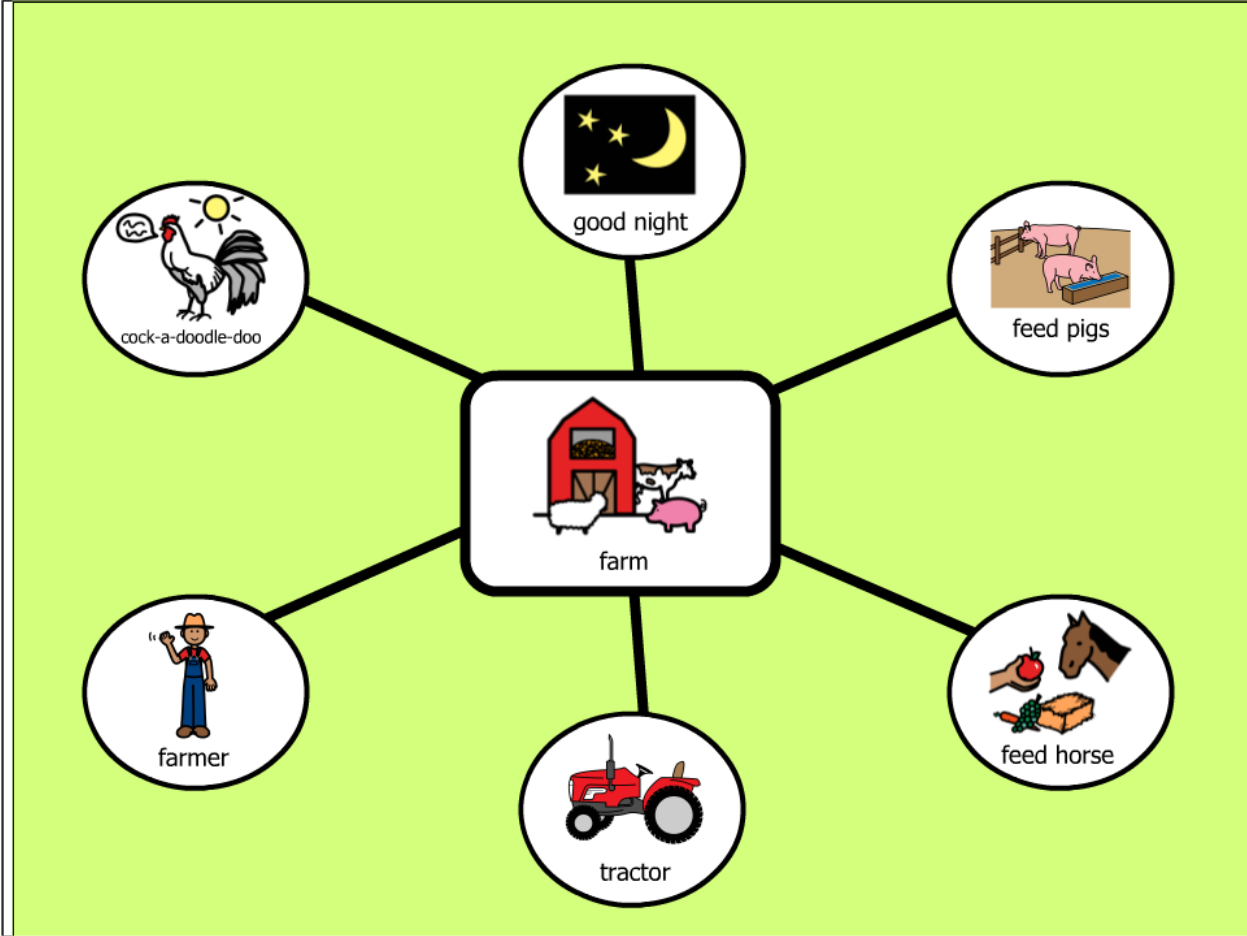 good night
cock-a-doodle-doo
feed pigs
farm
farmer
feed horse
tractor